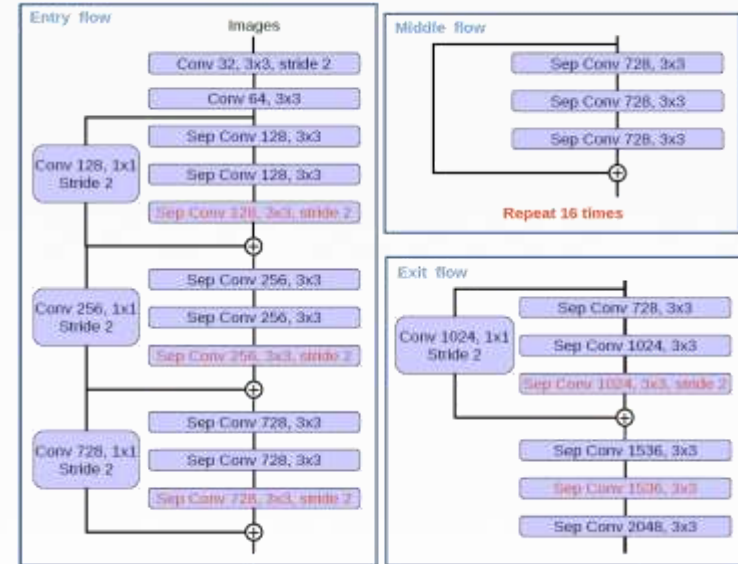 Entry flow
Images
Conv 32, 3x3, stride 2
Conv 64, 3x3
Sep Conv 128, 3x3
Conv 128, 1x1
Stride 2
Sep Conv 128, 3x3
Sep Conv 128, 3x3, stride 2
Sep Conv 256, 3x3
Conv 256, 1x1
Stride 2
Sep Conv 256, 3x3
Sep Conv 256, 3x3, stride 2
Sep Conv 728, 3x3
Conv 728, 1x1
Stride 2
Sep Conv 728, 3x3
Sep Conv 728, 3x3, stride 2
Middle flow
Sep Conv 728, 3x3
Sep Conv 728, 3x3
Sep Conv 728, 3x3
Repeat 16 times
Exit flow
Sep Conv 728, 3x3
Conv 1024, 1x1
Stride 2
Sep Conv 1024, 3x3
Sep Conv 1024, 3x3, stride 2
Sep Conv 1536, 3x3
Sep Conv 1536, 3x3
Sep Conv 2048, 3x3